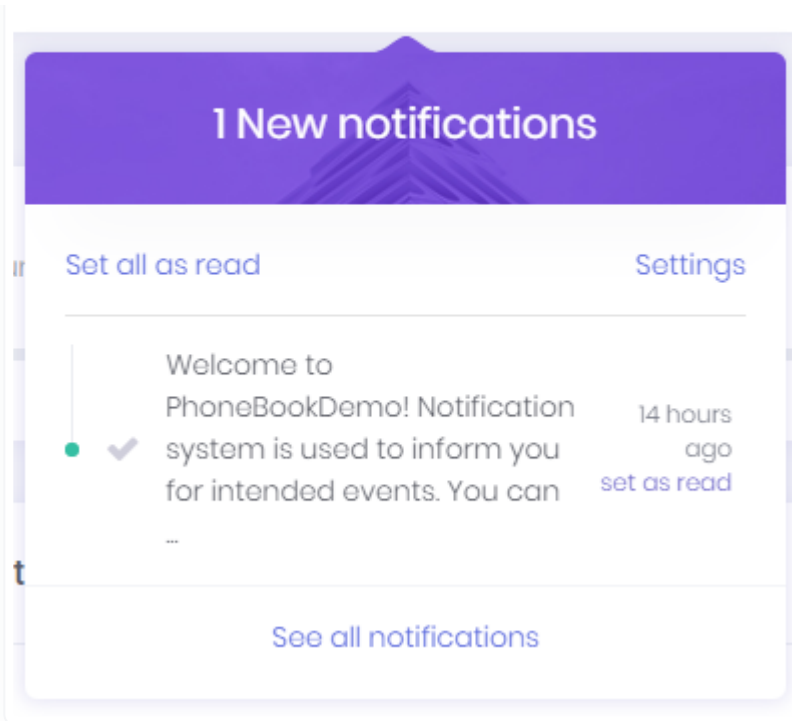 1 New notifications
Set all as read
Settings
Welcome to
PhoneBookDemo! Notification
system is used to inform you
for intended events. You can
...
14 hours
ago
set as read
See all notifications